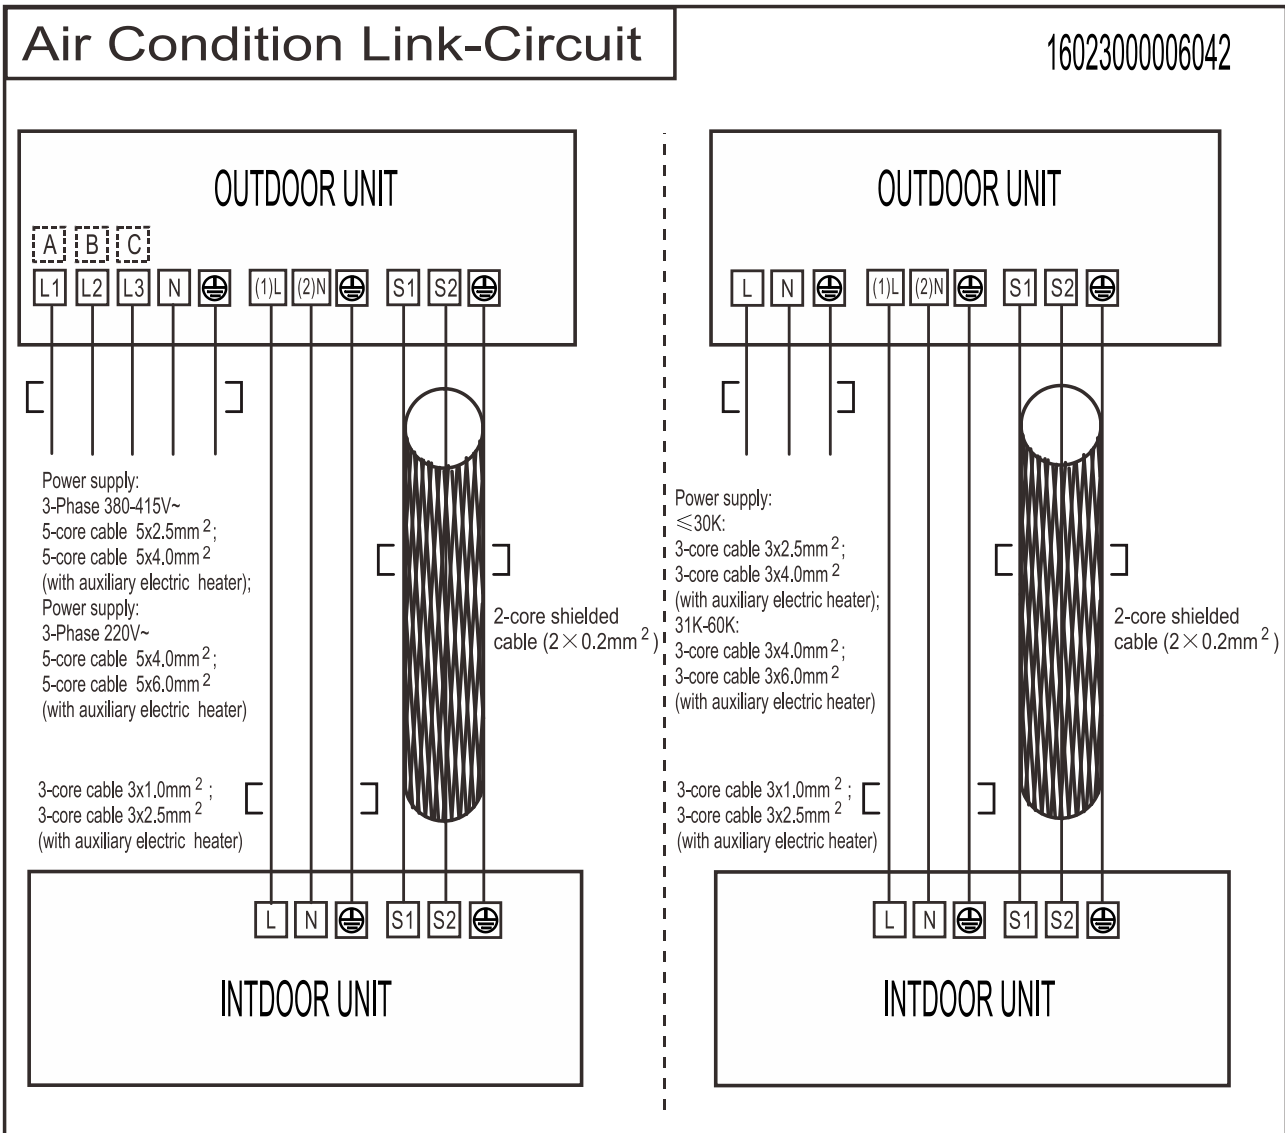 Air Condition Link-Circuit
16023000006042
OUTDOOR UNIT
A B C
L1 L2 L3 N (1)L (2)N S1 S2
Power supply:
3-Phase 380-415V~
5-core cable 5x2.5mm²;
5-core cable 5x4.0mm²
(with auxiliary electric heater);
Power supply:
3-Phase 220V~
5-core cable 5x4.0mm²;
5-core cable 5x6.0mm²
(with auxiliary electric heater)
2-core shielded
cable (2×0.2mm²)
3-core cable 3x1.0mm²;
3-core cable 3x2.5mm²
(with auxiliary electric heater)
L N S1 S2
INTDOOR UNIT
OUTDOOR UNIT
L N (1)L (2)N S1 S2
Power supply:
≤30K:
3-core cable 3x2.5mm²;
3-core cable 3x4.0mm²
(with auxiliary electric heater);
31K-60K:
3-core cable 3x4.0mm²;
3-core cable 3x6.0mm²
(with auxiliary electric heater)
2-core shielded
cable (2×0.2mm²)
3-core cable 3x1.0mm²;
3-core cable 3x2.5mm²
(with auxiliary electric heater)
L N S1 S2
INTDOOR UNIT